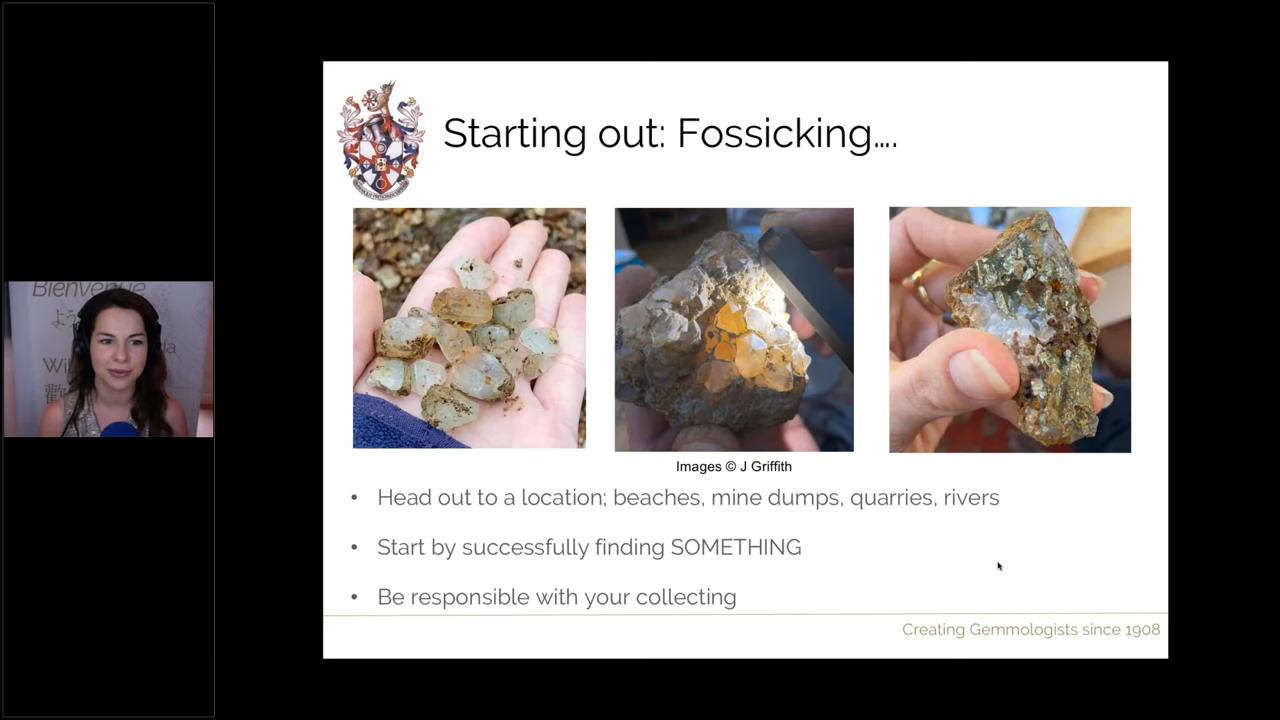 Bienvenue
Starting out: Fossicking....
Images © J Griffith
• Head out to a location; beaches, mine dumps, quarries, rivers
• Start by successfully finding SOMETHING
• Be responsible with your collecting
Creating Gemmologists since 1908